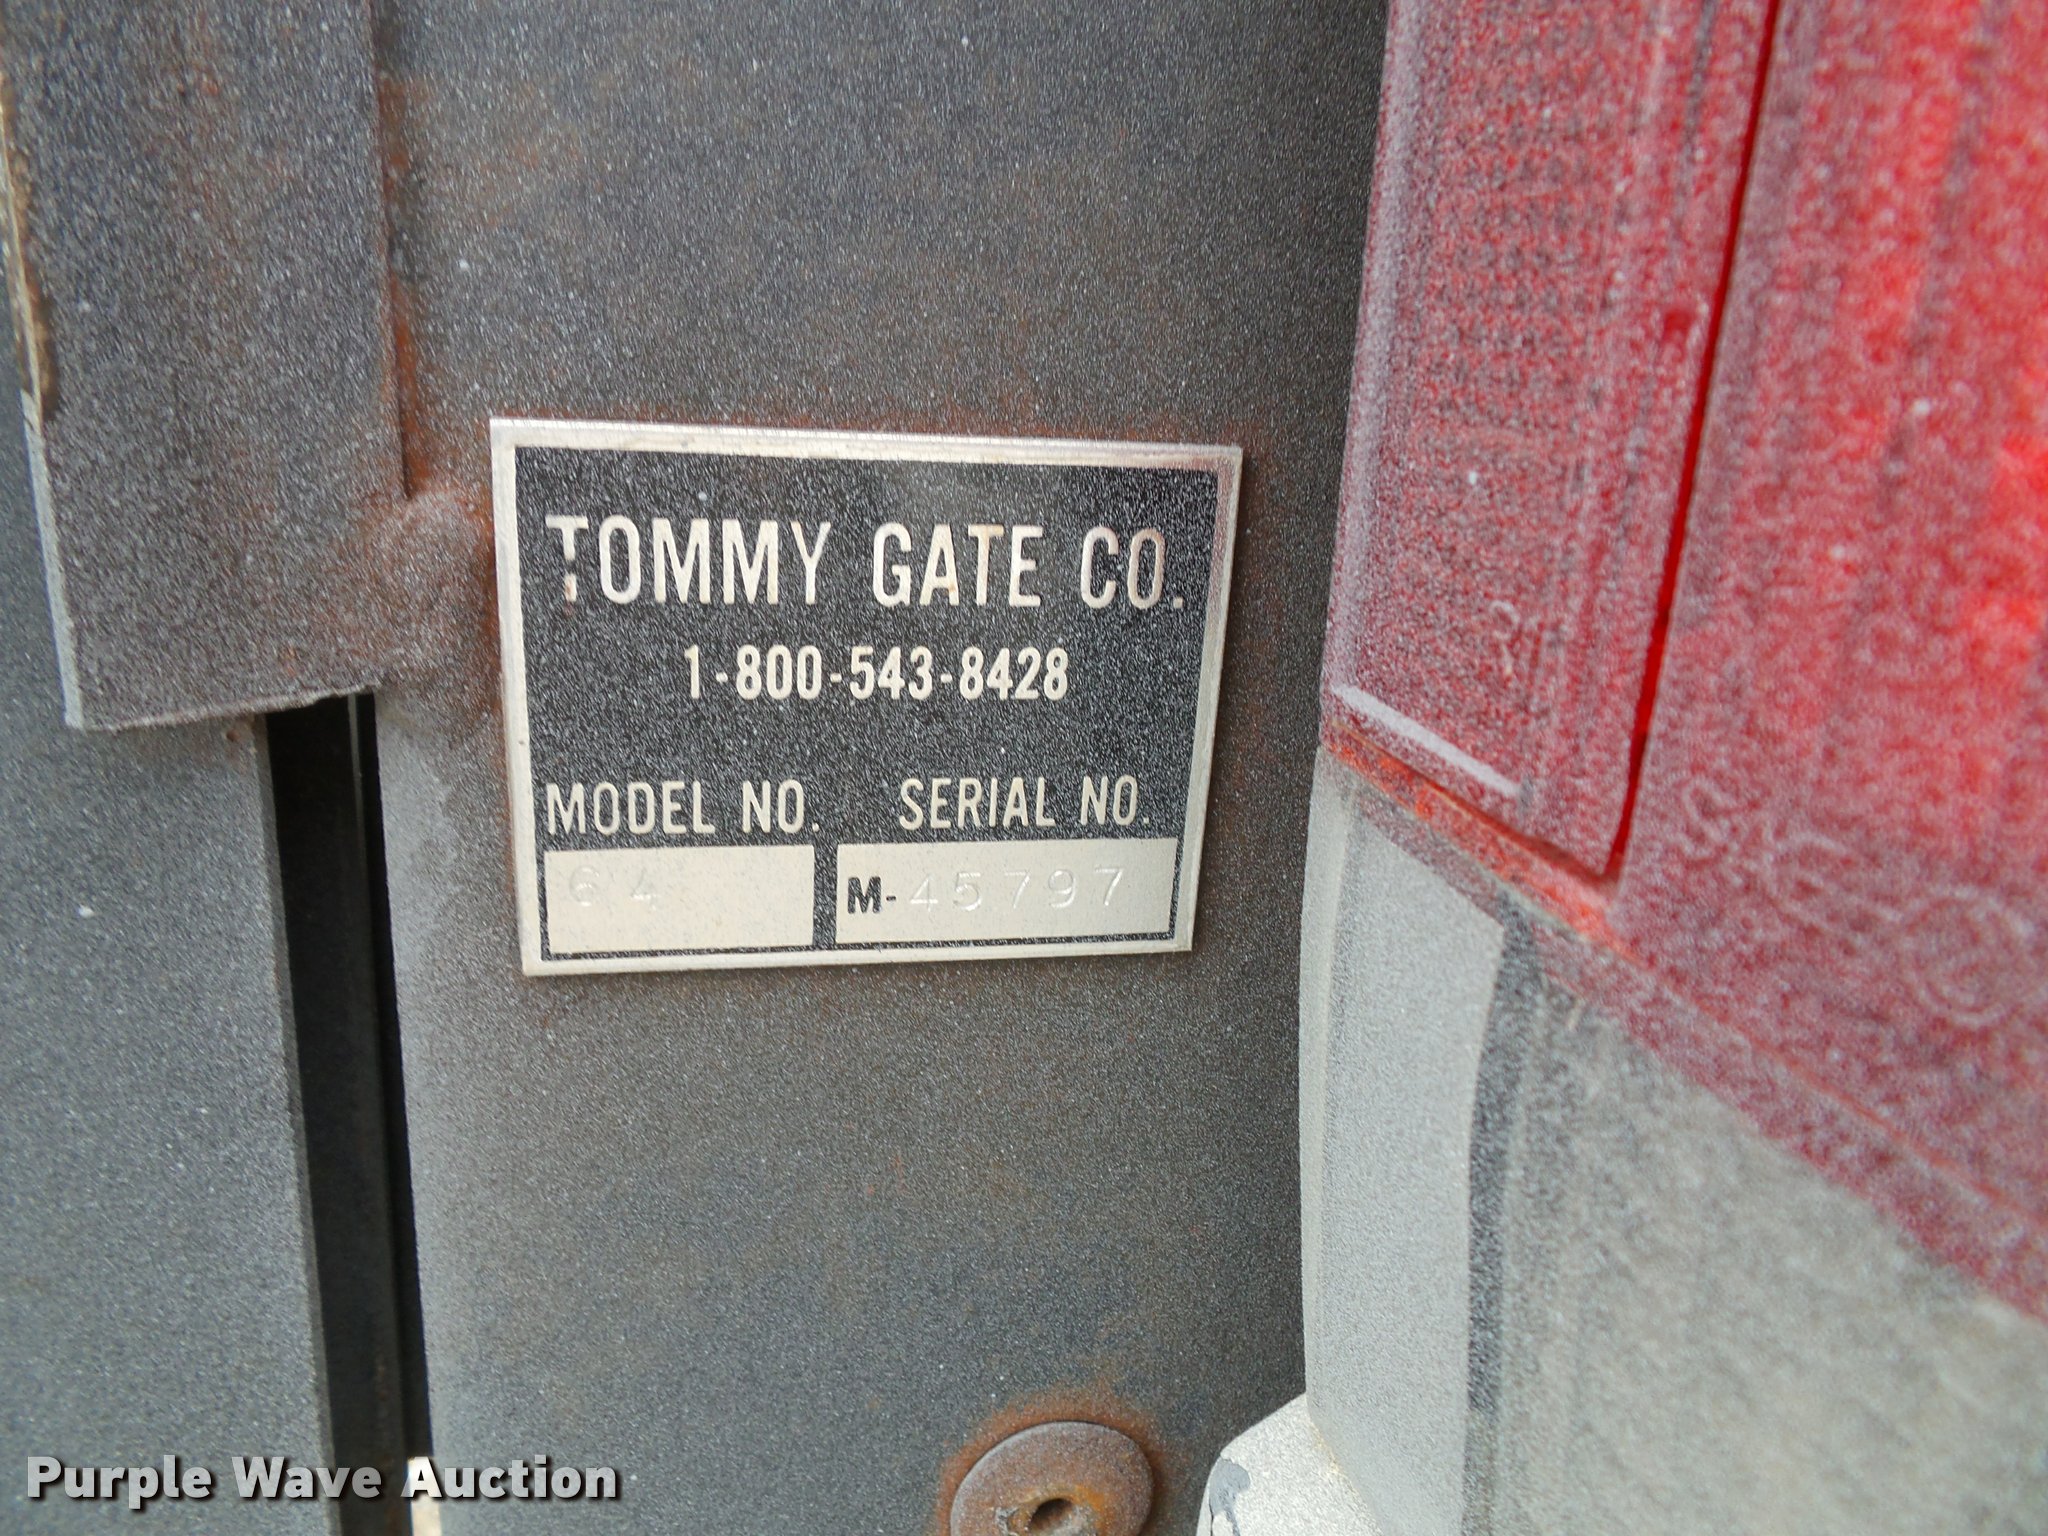 TOMMY GATE CO.
1-800-543-8428
MODEL NO. SERIAL NO.
64 M-45797
Purple Wave Auction